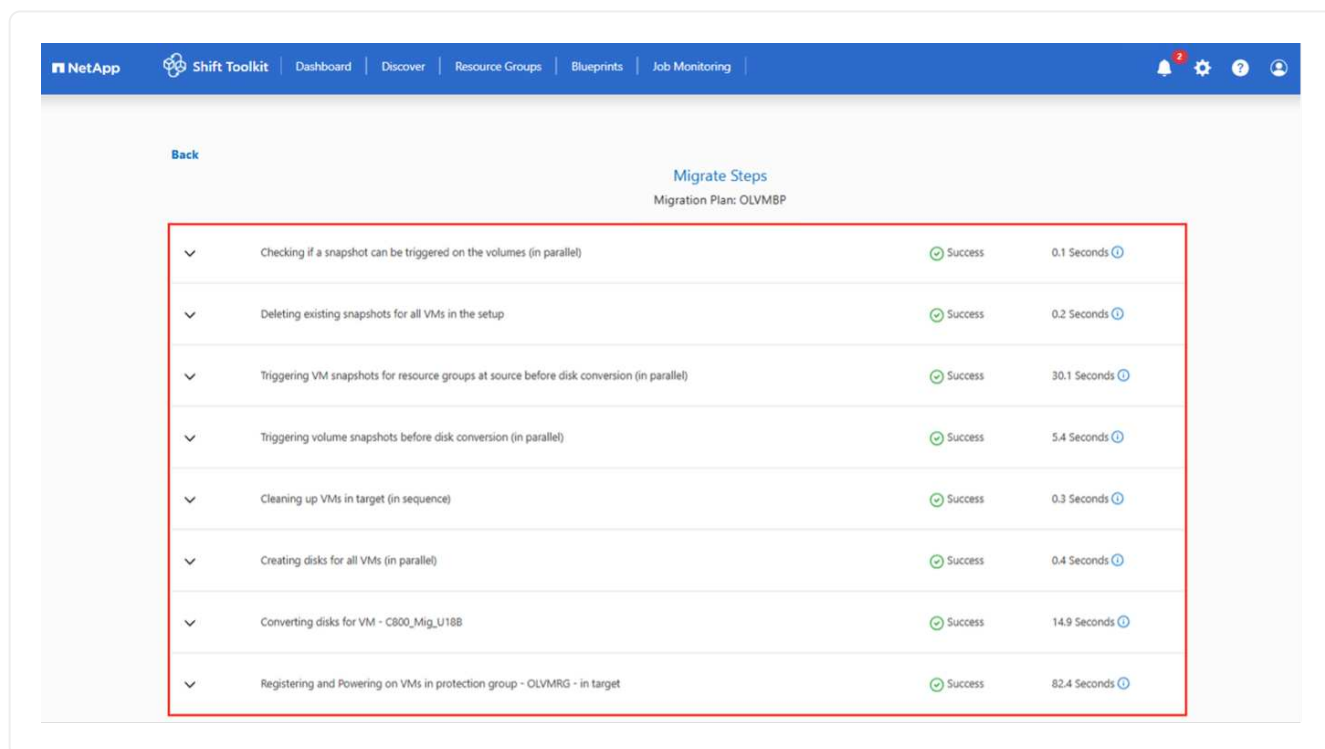 NetApp Shift Toolkit Dashboard Discover Resource Groups Blueprints Job Monitoring 2
Back
Migrate Steps
Migration Plan: OLVMBP
Checking if a snapshot can be triggered on the volumes (in parallel) Success 0.1 Seconds
Deleting existing snapshots for all VMs in the setup Success 0.2 Seconds
Triggering VM snapshots for resource groups at source before disk conversion (in parallel) Success 30.1 Seconds
Triggering volume snapshots before disk conversion (in parallel) Success 5.4 Seconds
Cleaning up VMs in target (in sequence) Success 0.3 Seconds
Creating disks for all VMs (in parallel) Success 0.4 Seconds
Converting disks for VM - C800_Mig_U18B Success 14.9 Seconds
Registering and Powering on VMs in protection group - OLVMRG - in target Success 82.4 Seconds